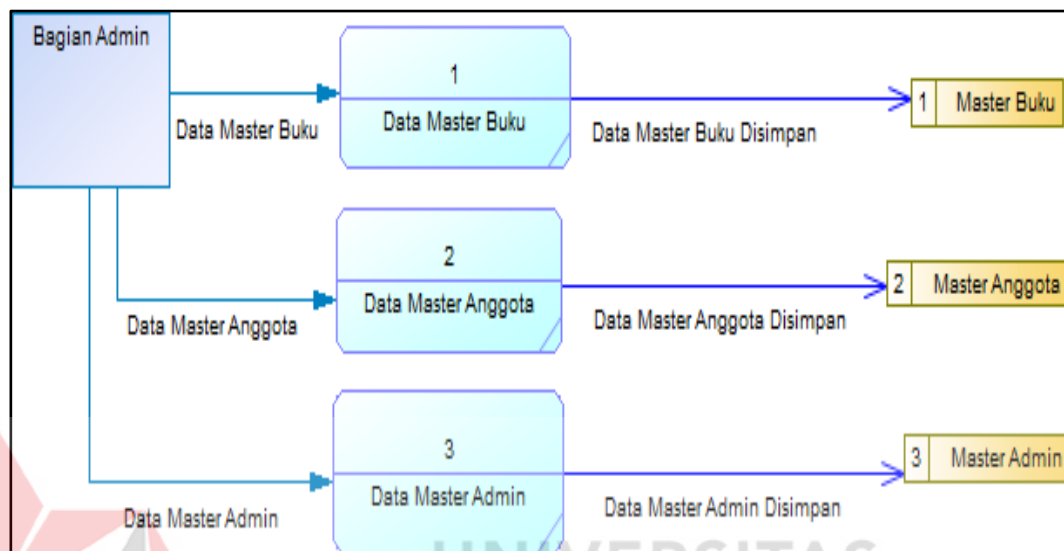 Bagian Admin
1
Data Master Buku
Data Master Buku
Data Master Buku Disimpan
1 Master Buku
2
Data Master Anggota
Data Master Anggota
Data Master Anggota Disimpan
2 Master Anggota
3
Data Master Admin
Data Master Admin
Data Master Admin Disimpan
3 Master Admin
UNIVERSITAS